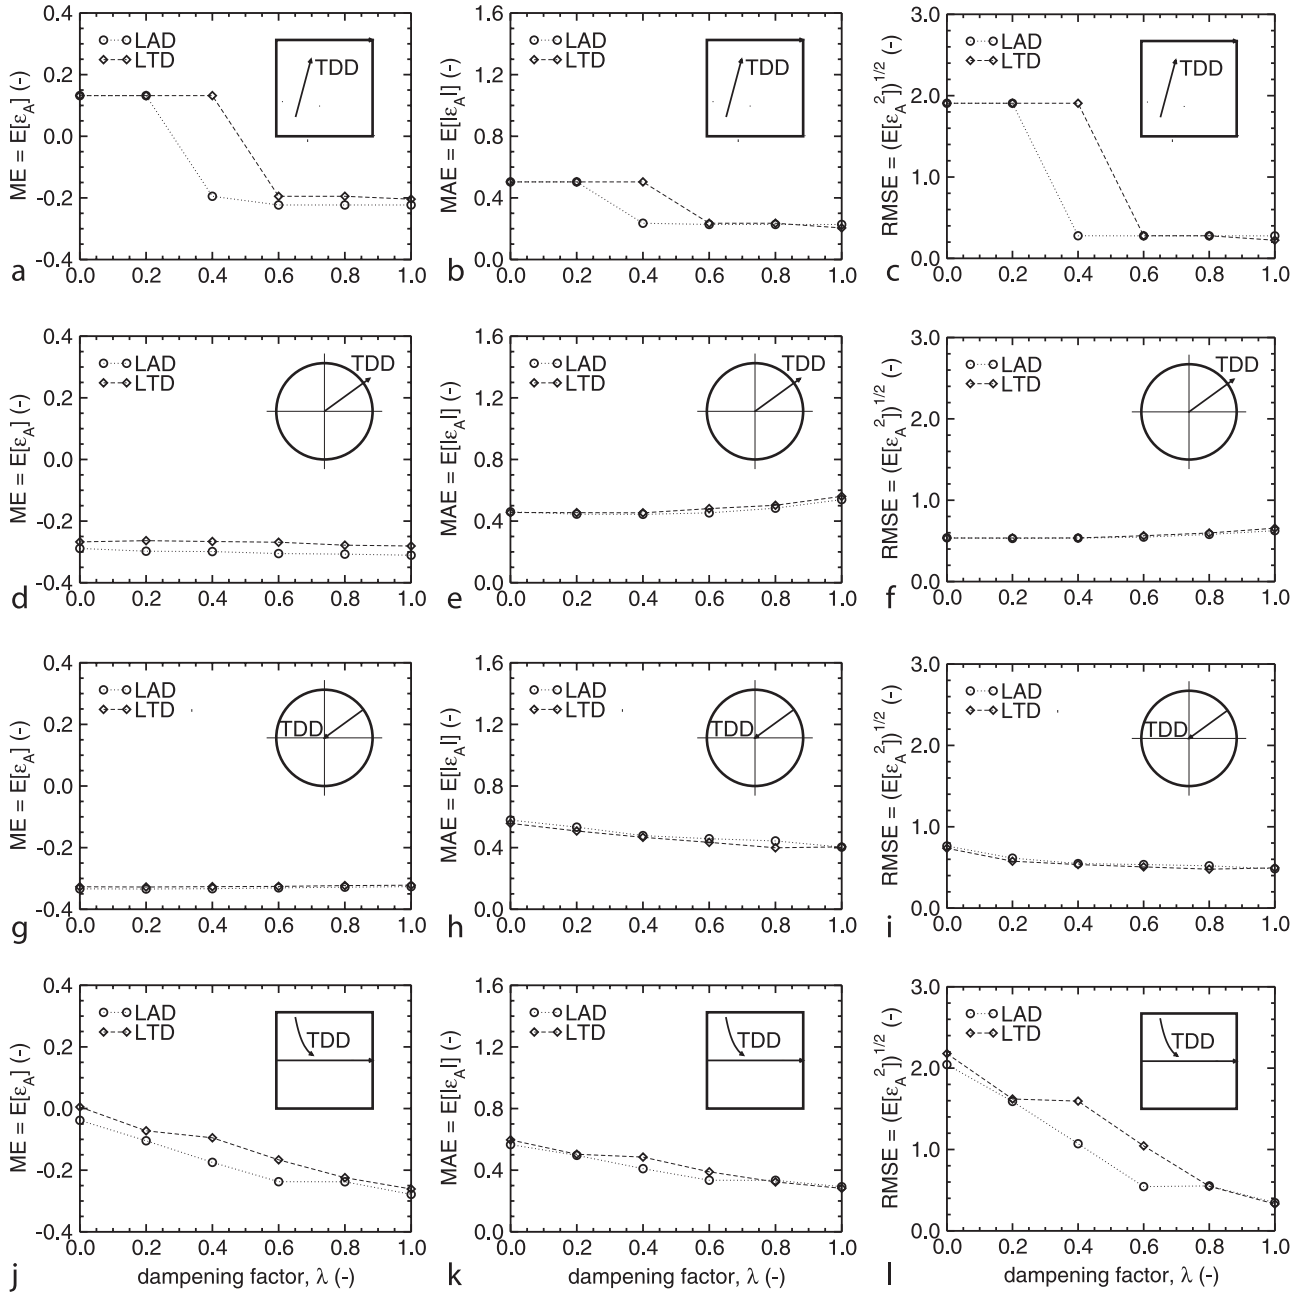 ME = E[ε_A] (-)
0.4
0.2
0.0
-0.2
-0.4
LAD
LTD
TDD
a
0.0 0.2 0.4 0.6 0.8 1.0
MAE = E[|ε_A|] (-)
1.6
1.2
0.8
0.4
0.0
LAD
LTD
TDD
b
0.0 0.2 0.4 0.6 0.8 1.0
RMSE = (E[ε_A²])^1/2 (-)
3.0
2.0
1.0
0.0
LAD
LTD
TDD
c
0.0 0.2 0.4 0.6 0.8 1.0
ME = E[ε_A] (-)
0.4
0.2
0.0
-0.2
-0.4
LAD
LTD
TDD
d
0.0 0.2 0.4 0.6 0.8 1.0
MAE = E[|ε_A|] (-)
1.6
1.2
0.8
0.4
0.0
LAD
LTD
TDD
e
0.0 0.2 0.4 0.6 0.8 1.0
RMSE = (E[ε_A²])^1/2 (-)
3.0
2.0
1.0
0.0
LAD
LTD
TDD
f
0.0 0.2 0.4 0.6 0.8 1.0
ME = E[ε_A] (-)
0.4
0.2
0.0
-0.2
-0.4
LAD
LTD
TDD
g
0.0 0.2 0.4 0.6 0.8 1.0
MAE = E[|ε_A|] (-)
1.6
1.2
0.8
0.4
0.0
LAD
LTD
TDD
h
0.0 0.2 0.4 0.6 0.8 1.0
RMSE = (E[ε_A²])^1/2 (-)
3.0
2.0
1.0
0.0
LAD
LTD
TDD
i
0.0 0.2 0.4 0.6 0.8 1.0
ME = E[ε_A] (-)
0.4
0.2
0.0
-0.2
-0.4
LAD
LTD
TDD
j
0.0 0.2 0.4 0.6 0.8 1.0
dampening factor, λ (-)
MAE = E[|ε_A|] (-)
1.6
1.2
0.8
0.4
0.0
LAD
LTD
TDD
k
0.0 0.2 0.4 0.6 0.8 1.0
dampening factor, λ (-)
RMSE = (E[ε_A²])^1/2 (-)
3.0
2.0
1.0
0.0
LAD
LTD
TDD
l
0.0 0.2 0.4 0.6 0.8 1.0
dampening factor, λ (-)